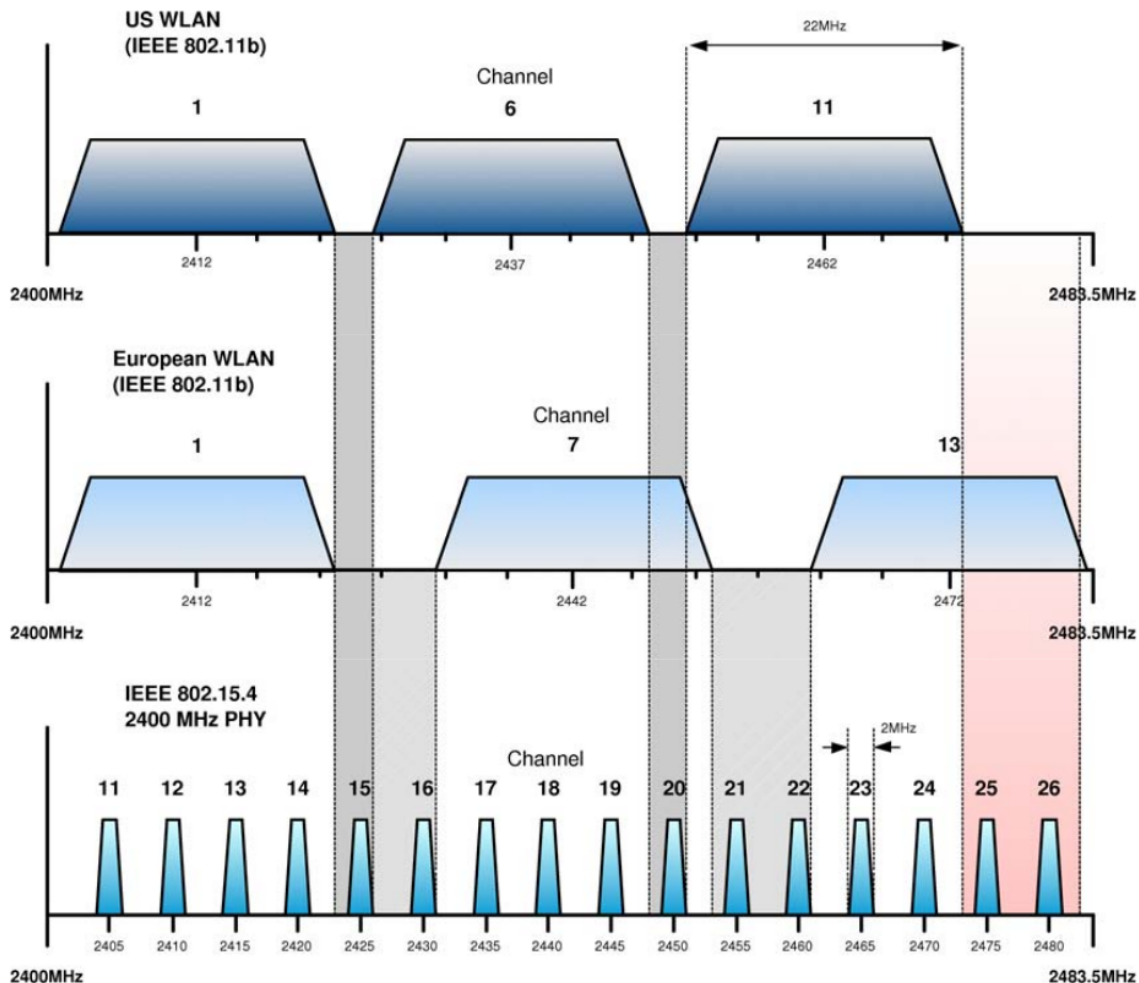 US WLAN
(IEEE 802.11b)
22MHz
Channel
1 6 11
2412 2437 2462
2400MHz 2483.5MHz
European WLAN
(IEEE 802.11b)
Channel
1 7 13
2412 2442 2472
2400MHz 2483.5MHz
IEEE 802.15.4
2400 MHz PHY
2MHz
Channel
11 12 13 14 15 16 17 18 19 20 21 22 23 24 25 26
2405 2410 2415 2420 2425 2430 2435 2440 2445 2450 2455 2460 2465 2470 2475 2480
2400MHz 2483.5MHz